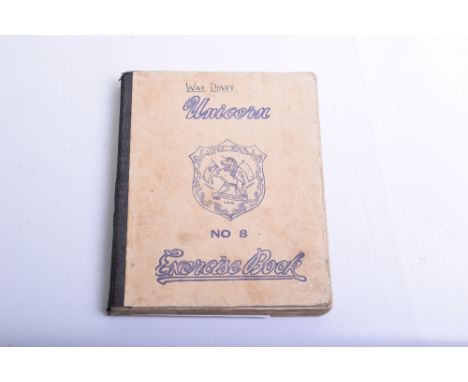 WAR DIARY
Unicorn
NO 8
Exercise Book